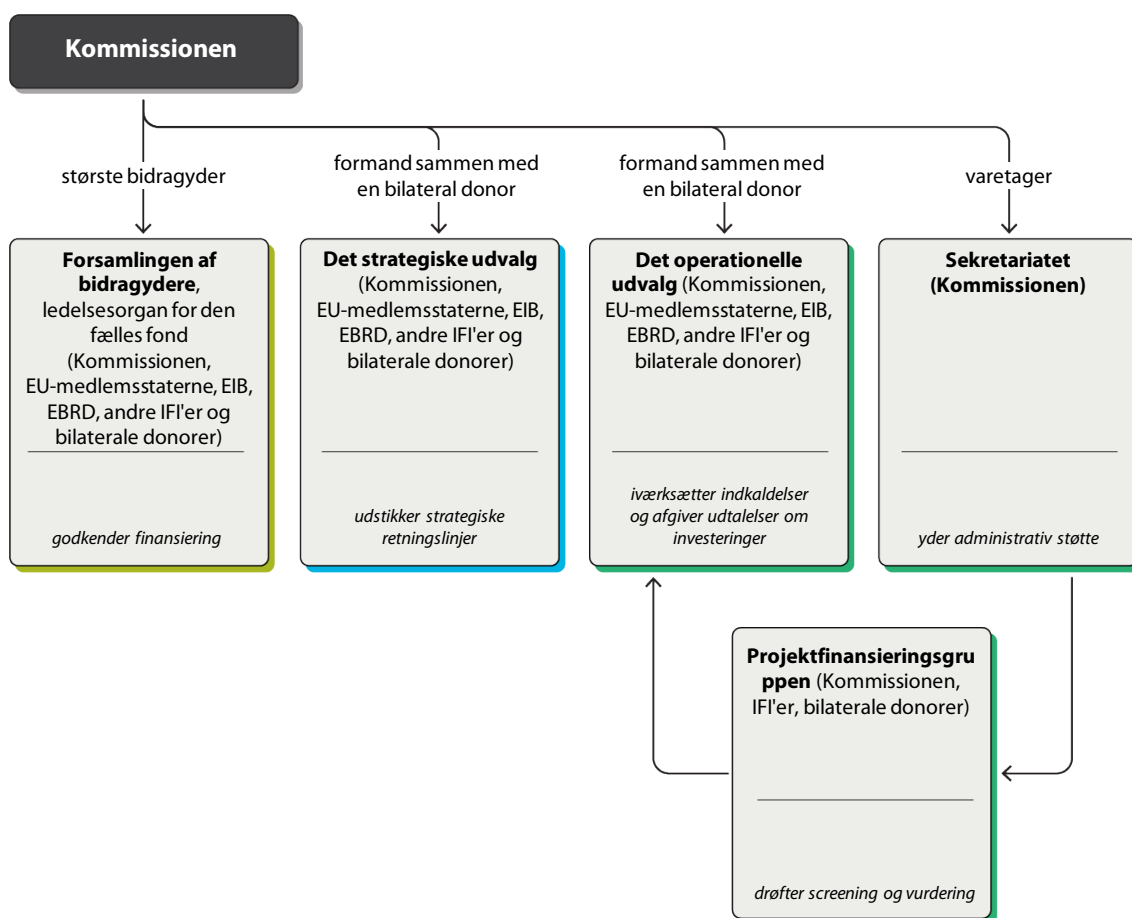 Kommissionen
største bidragyder
formand sammen med
en bilateral donor
formand sammen med
en bilateral donor
varetager
Forsamlingen af
bidragydere,
ledelsesorgan for den
fælles fond
(Kommissionen,
EU-medlemsstaterne, EIB,
EBRD, andre IFI'er og
bilaterale donorer)
godkender finansiering
Det strategiske udvalg
(Kommissionen,
EU-medlemsstaterne, EIB,
EBRD, andre IFI'er og
bilaterale donorer)
udstikker strategiske
retningslinjer
Det operationelle
udvalg (Kommissionen,
EU-medlemsstaterne, EIB,
EBRD, andre IFI'er og
bilaterale donorer)
iværksætter indkaldelser
og afgiver udtalelser om
investeringer
Sekretariatet
(Kommissionen)
yder administrativ støtte
Projektfinansieringsgru
ppen (Kommissionen,
IFI'er, bilaterale donorer)
drøfter screening og vurdering